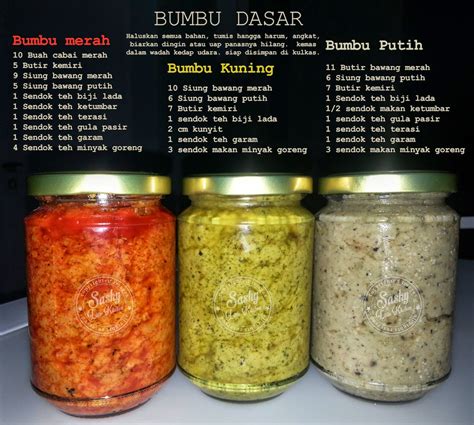 BUMBU DASAR
Haluskan semua bahan, tumis hangga harum, angkat,
biarkan dingin atau uap panasnya hilang. kemas
dalam wadah kedap udara. siap disimpan di kulkas.
Bumbu merah
10 Buah cabai merah
5 Butir kemiri
9 Siung bawang merah
5 Siung bawang putih
1 Sendok teh biji lada
1 Sendok teh ketumbar
1 Sendok teh terasi
1 Sendok teh gula pasir
1 Sendok teh garam
4 Sendok teh minyak goreng
Bumbu Kuning
10 Siung bawang merah
6 Siung bawang putih
7 Butir kemiri
1 Sendok teh biji lada
2 cm kunyit
1 sendok teh garam
3 sendok makan minyak goreng
Bumbu Putih
11 Butir bawang merah
6 Siung bawang putih
7 Butir kemiri
1 Sendok teh biji lada
1/2 sendok makan ketumbar
1 sendok teh gula pasir
1 sendok teh terasi
1 sendok teh garam
3 sendok makan minyak goreng
Sashy
Sashy
Sashy